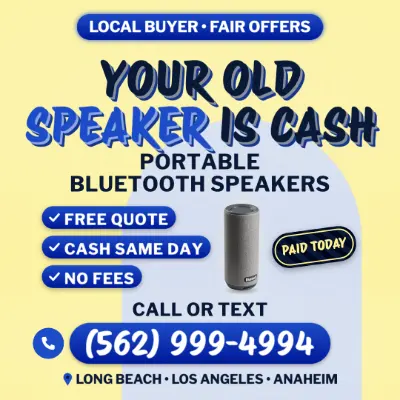 LOCAL BUYER • FAIR OFFERS
YOUR OLD
SPEAKER IS CASH
PORTABLE
BLUETOOTH SPEAKERS
FREE QUOTE
CASH SAME DAY
NO FEES
PAID TODAY
CALL OR TEXT
(562) 999-4994
LONG BEACH • LOS ANGELES • ANAHEIM